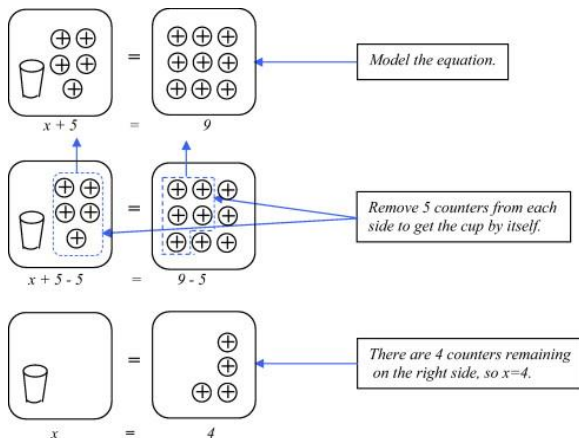 =
Model the equation.
x + 5 = 9
=
Remove 5 counters from each
side to get the cup by itself.
x + 5 - 5 = 9 - 5
=
There are 4 counters remaining
on the right side, so x=4.
x = 4